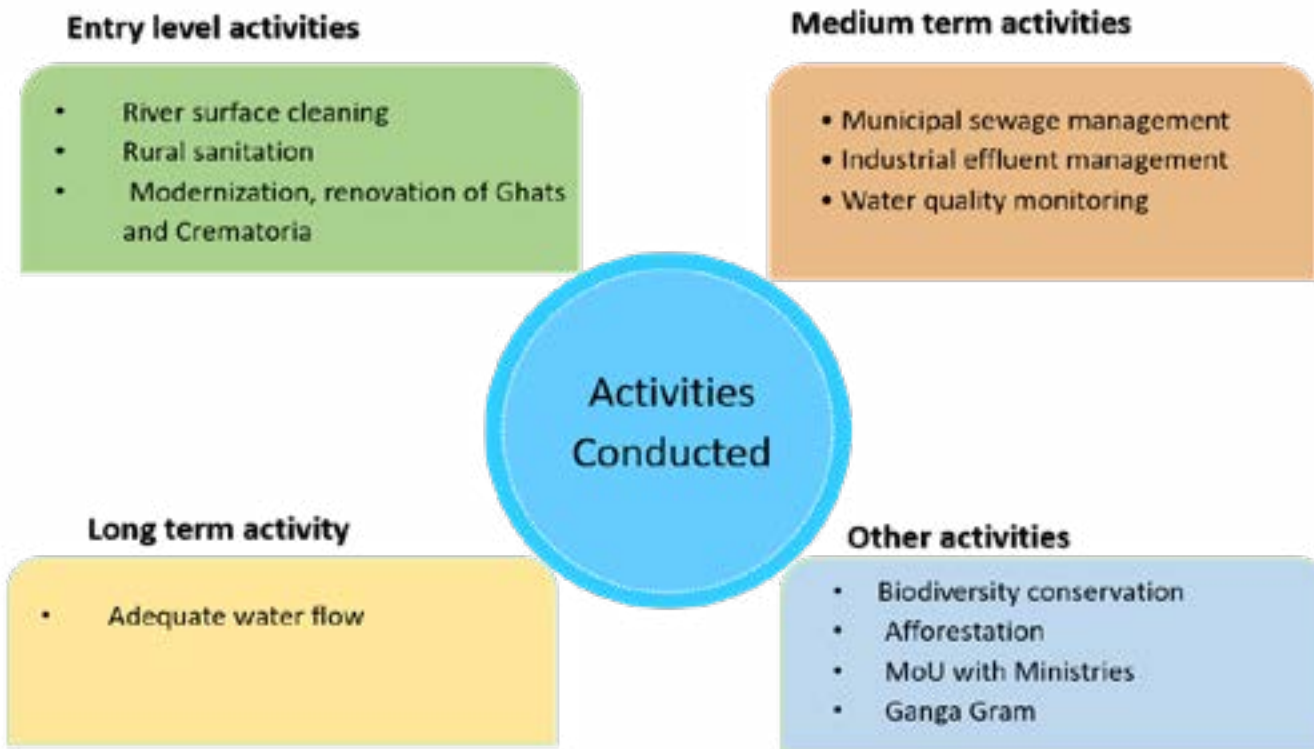 Entry level activities
• River surface cleaning
• Rural sanitation
• Modernization, renovation of Ghats
and Crematoria
Medium term activities
• Municipal sewage management
• Industrial effluent management
• Water quality monitoring
Activities
Conducted
Long term activity
• Adequate water flow
Other activities
• Biodiversity conservation
• Afforestation
• MoU with Ministries
• Ganga Gram